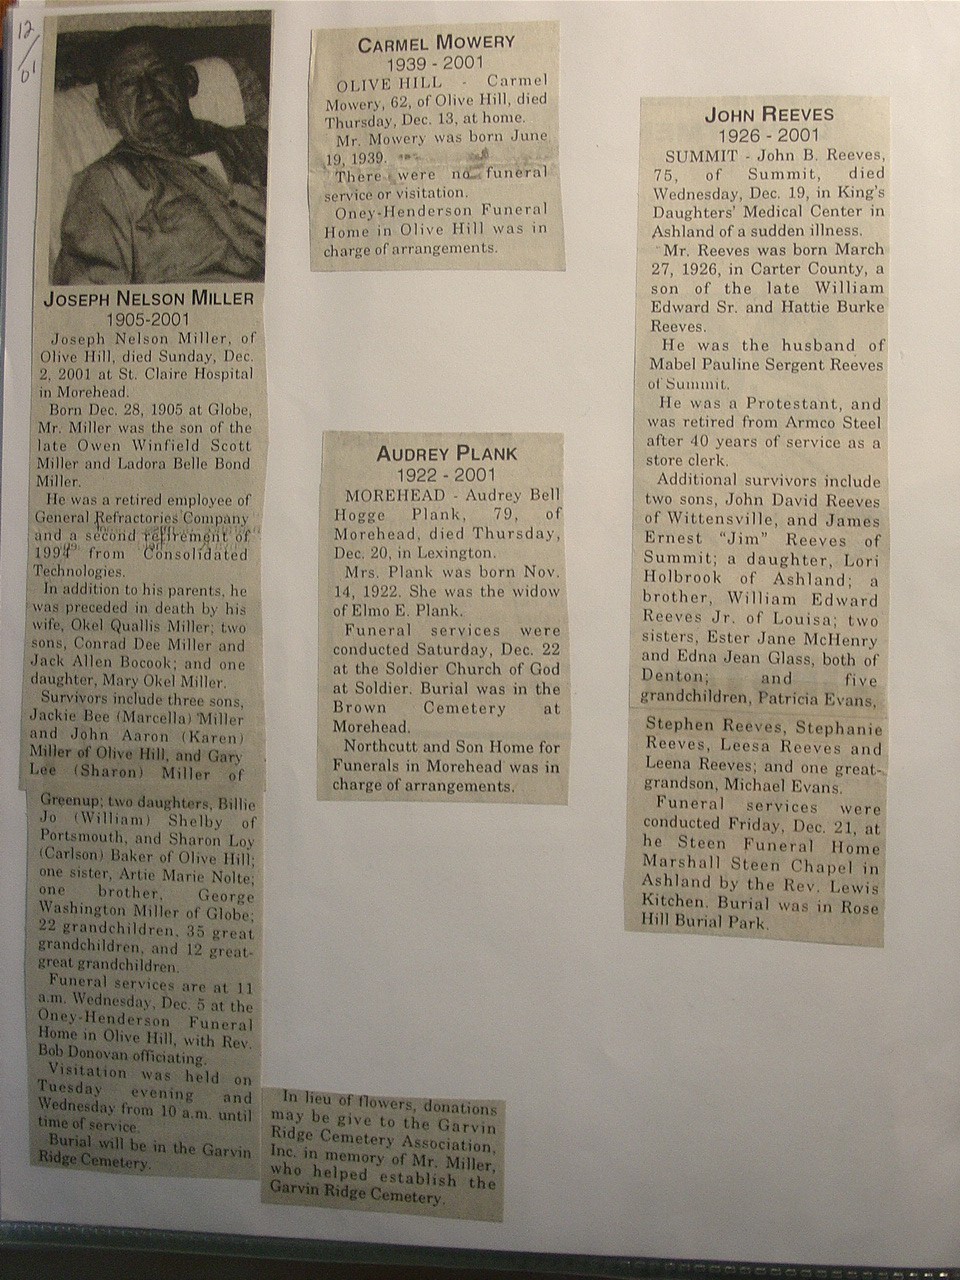 12/01
JOSEPH NELSON MILLER
1905-2001
Joseph Nelson Miller, of
Olive Hill, died Sunday, Dec.
2, 2001 at St. Claire Hospital
in Morehead.
Born Dec. 28, 1905 at Globe,
Mr. Miller was the son of the
late Owen Winfield Scott
Miller and Ladora Belle Bond
Miller.
He was a retired employee of
General Refractories Company
and a second retirement of
from Consolidated
Technologies.
In addition to his parents, he
was preceded in death by his
wife, Okel Quallis Miller; two
sons, Conrad Dee Miller and
Jack Allen Bocook; and one
daughter, Mary Okel Miller.
Survivors include three sons,
Jackie Bee (Marcella) Miller
and John Aaron (Karen)
Miller of Olive Hill, and Gary
Lee (Sharon) Miller of
Greenup; two daughters, Billie
Jo (William) Shelby of
Portsmouth, and Sharon Loy
(Carlson) Baker of Olive Hill;
one sister, Artie Marie Nolte;
one brother, George
Washington Miller of Globe;
22 grandchildren, 35 great
grandchildren, and 12 great-
great grandchildren.
Funeral services are at 11
a.m. Wednesday, Dec. 5 at the
Oney-Henderson Funeral
Home in Olive Hill, with Rev.
Bob Donovan officiating.
Visitation was held on
Tuesday evening and
Wednesday from 10 a.m. until
time of service.
Burial will be in the Garvin
Ridge Cemetery.
In lieu of flowers, donations
may be give to the Garvin
Ridge Cemetery Association,
Inc. in memory of Mr. Miller,
who helped establish the
Garvin Ridge Cemetery.
CARMEL MOWERY
1939 - 2001
OLIVE HILL - Carmel
Mowery, 62, of Olive Hill, died
Thursday, Dec. 13, at home.
Mr. Mowery was born June
19, 1939.
There were no funeral
service or visitation.
Oney-Henderson Funeral
Home in Olive Hill was in
charge of arrangements.
AUDREY PLANK
1922 - 2001
MOREHEAD - Audrey Bell
Hogge Plank, 79, of
Morehead, died Thursday,
Dec. 20, in Lexington.
Mrs. Plank was born Nov.
14, 1922. She was the widow
of Elmo E. Plank.
Funeral services were
conducted Saturday, Dec. 22
at the Soldier Church of God
at Soldier. Burial was in the
Brown Cemetery at
Morehead.
Northcutt and Son Home for
Funerals in Morehead was in
charge of arrangements.
JOHN REEVES
1926 - 2001
SUMMIT - John B. Reeves,
75, of Summit, died
Wednesday, Dec. 19, in King's
Daughters' Medical Center in
Ashland of a sudden illness.
Mr. Reeves was born March
27, 1926, in Carter County, a
son of the late William
Edward Sr. and Hattie Burke
Reeves.
He was the husband of
Mabel Pauline Sergent Reeves
of Summit.
He was a Protestant, and
was retired from Armco Steel
after 40 years of service as a
store clerk.
Additional survivors include
two sons, John David Reeves
of Wittensville, and James
Ernest "Jim" Reeves of
Summit; a daughter, Lori
Holbrook of Ashland; a
brother, William Edward
Reeves Jr. of Louisa; two
sisters, Ester Jane McHenry
and Edna Jean Glass, both of
Denton; and five
grandchildren, Patricia Evans,
Stephen Reeves, Stephanie
Reeves, Leesa Reeves and
Leena Reeves; and one great-
grandson, Michael Evans.
Funeral services were
conducted Friday, Dec. 21, at
he Steen Funeral Home
Marshall Steen Chapel in
Ashland by the Rev. Lewis
Kitchen. Burial was in Rose
Hill Burial Park.